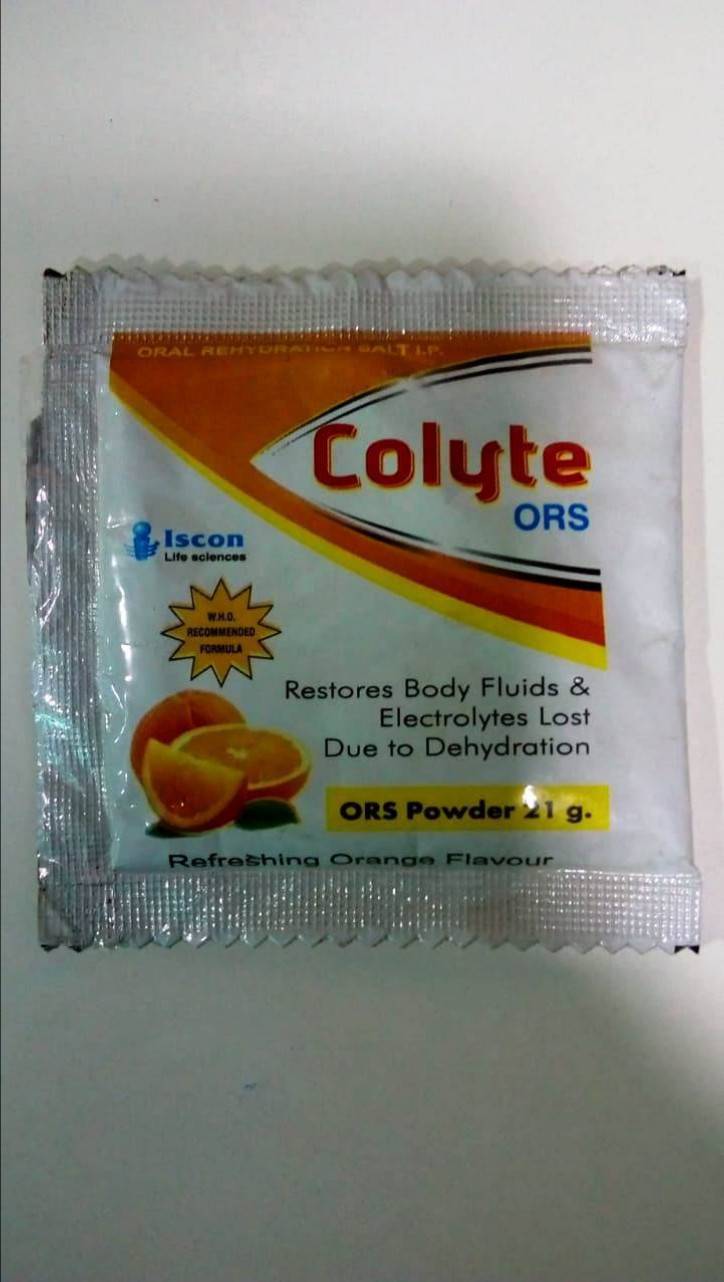 ORAL REHYDRATION SALT I.P.
Colyte
ORS
Iscon
Life sciences
W.H.O.
RECOMMENDED
FORMULA
Restores Body Fluids &
Electrolytes Lost
Due to Dehydration
ORS Powder 21 g.
Refreshing Orange Flavour